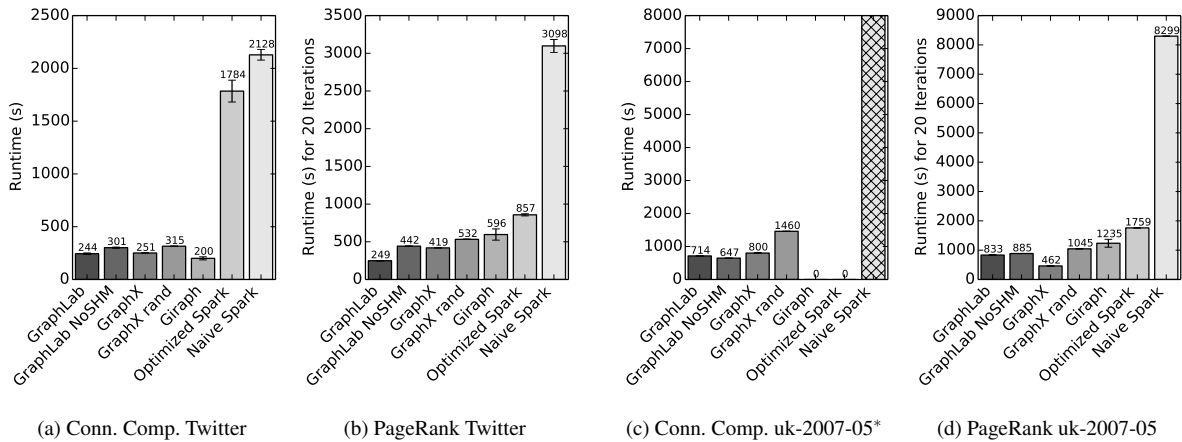 Runtime (s)
2500
2000
1500
1000
500
0
244
301
251
315
200
1784
2128
GraphLab
GraphLab NoSHM
GraphX
GraphX rand
Giraph
Optimized Spark
Naive Spark
(a) Conn. Comp. Twitter
Runtime (s) for 20 Iterations
3500
3000
2500
2000
1500
1000
500
0
249
442
419
532
596
857
3098
GraphLab
GraphLab NoSHM
GraphX
GraphX rand
Giraph
Optimized Spark
Naive Spark
(b) PageRank Twitter
Runtime (s)
8000
7000
6000
5000
4000
3000
2000
1000
0
714
647
800
1460
0
0
GraphLab
GraphLab NoSHM
GraphX
GraphX rand
Giraph
Optimized Spark
Naive Spark
(c) Conn. Comp. uk-2007-05*
Runtime (s) for 20 Iterations
9000
8000
7000
6000
5000
4000
3000
2000
1000
0
833
885
462
1045
1235
1759
8299
GraphLab
GraphLab NoSHM
GraphX
GraphX rand
Giraph
Optimized Spark
Naive Spark
(d) PageRank uk-2007-05